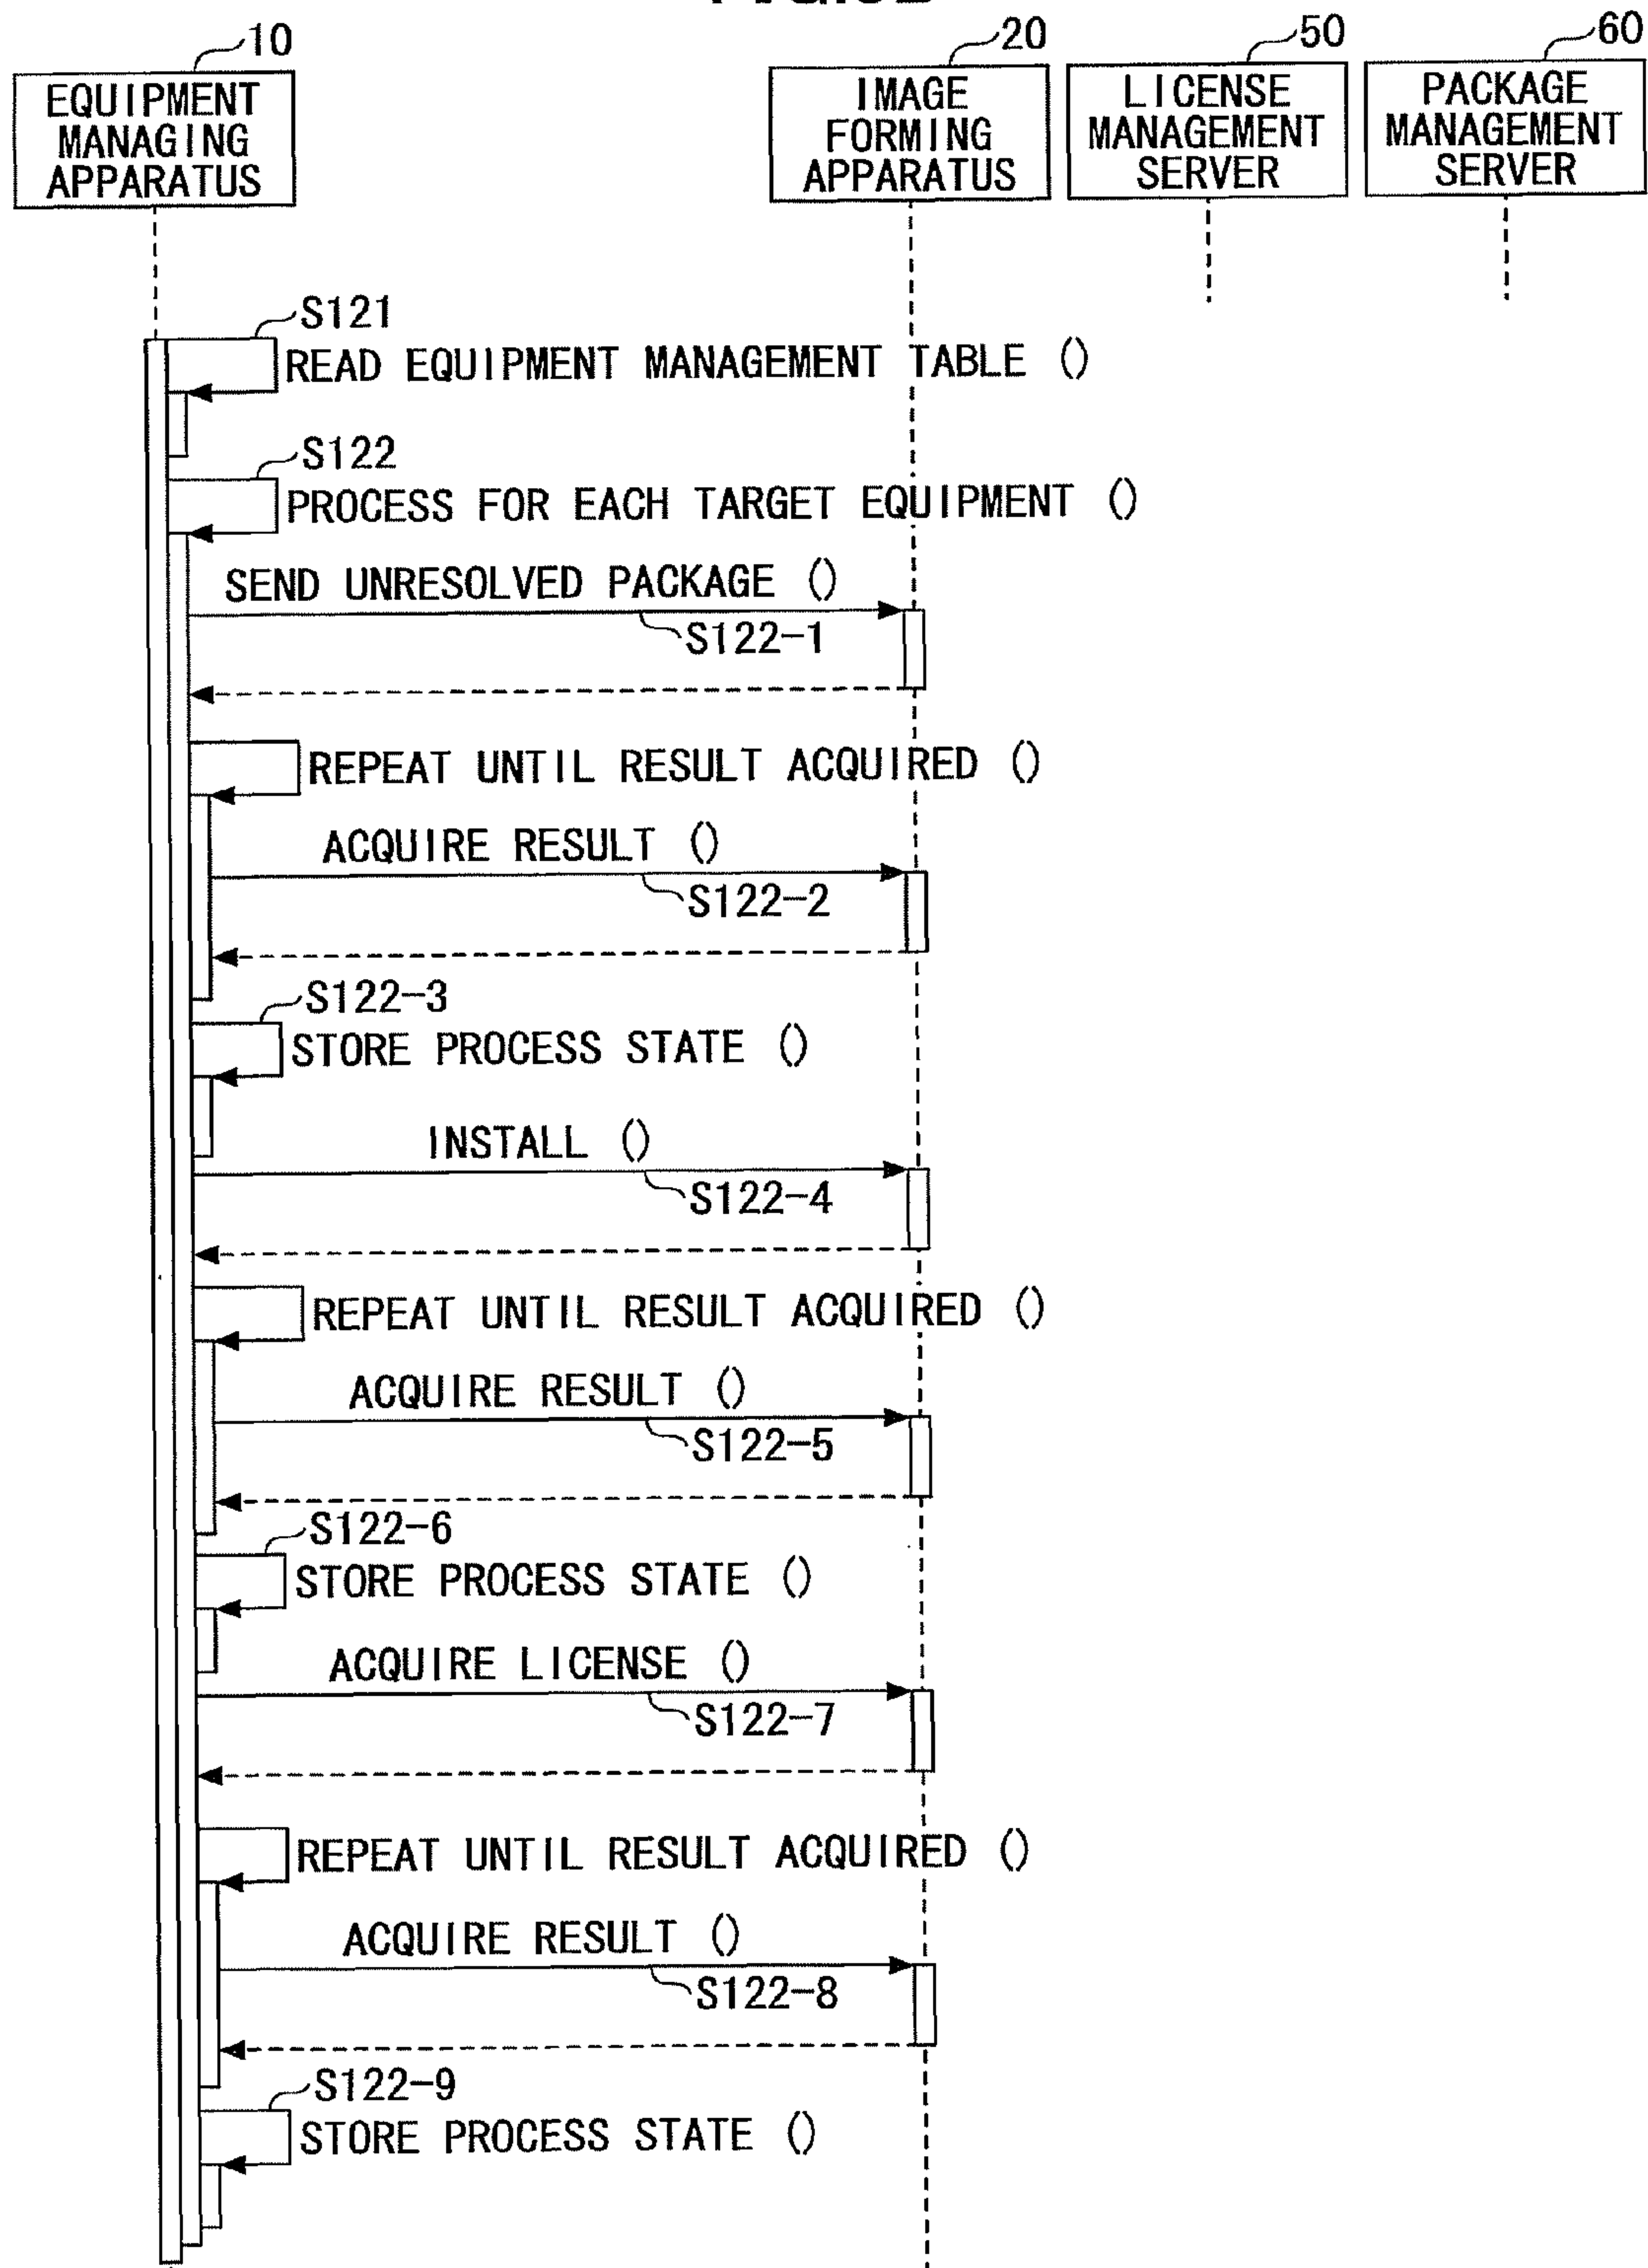 10
20
50
60
EQUIPMENT
MANAGING
APPARATUS
IMAGE
FORMING
APPARATUS
LICENSE
MANAGEMENT
SERVER
PACKAGE
MANAGEMENT
SERVER
S121
READ EQUIPMENT MANAGEMENT TABLE ()
S122
PROCESS FOR EACH TARGET EQUIPMENT ()
SEND UNRESOLVED PACKAGE ()
S122-1
REPEAT UNTIL RESULT ACQUIRED ()
ACQUIRE RESULT ()
S122-2
S122-3
STORE PROCESS STATE ()
INSTALL ()
S122-4
REPEAT UNTIL RESULT ACQUIRED ()
ACQUIRE RESULT ()
S122-5
S122-6
STORE PROCESS STATE ()
ACQUIRE LICENSE ()
S122-7
REPEAT UNTIL RESULT ACQUIRED ()
ACQUIRE RESULT ()
S122-8
S122-9
STORE PROCESS STATE ()